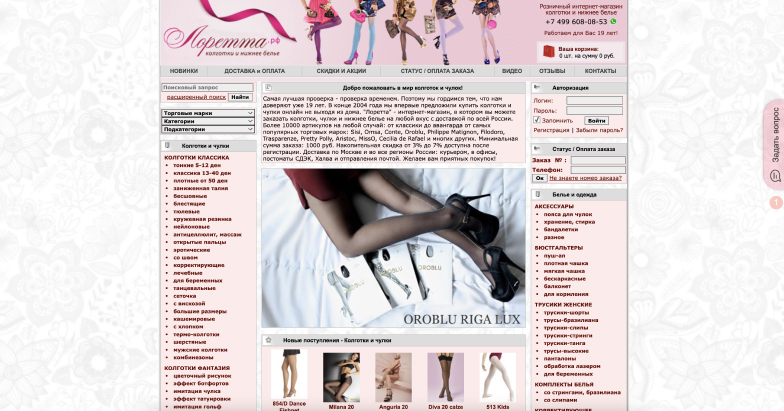 Розничный интернет-магазин
колготки и нижнее белье
+7 499 608-08-53
Работаем для Вас 19 лет!
Лоретта.рф
колготки и нижнее белье
Ваша корзина:
0 шт. на сумму 0 руб.
НОВИНКИ
ДОСТАВКА и ОПЛАТА
СКИДКИ И АКЦИИ
СТАТУС / ОПЛАТА ЗАКАЗА
ВИДЕО
ОТЗЫВЫ
КОНТАКТЫ
Поисковый запрос
расширенный поиск
Найти
Торговые марки
Категории
Подкатегории
Колготки и чулки
КОЛГОТКИ КЛАССИКА
тонкие 5-12 ден
классика 13-40 ден
плотные от 50 ден
заниженная талия
бесшовные
блестящие
тюлевые
кружевная резинка
нейлоновые
антицеллюлит, массаж
открытые пальцы
эротические
со швом
корректирующие
лечебные
для беременных
танцевальные
сеточка
с вискозой
большие размеры
кашемировые
с хлопком
термо-колготки
шерстяные
мужские колготки
комбинезоны
КОЛГОТКИ ФАНТАЗИЯ
цветочный рисунок
эффект ботфортов
имитация чулка
эффект татуировки
имитация гольф
Добро пожаловать в мир колготок и чулок!
Самая лучшая проверка - проверка временем. Поэтому мы гордимся тем, что нам
доверяют уже 19 лет. В конце 2004 года мы впервые предложили купить колготки и
чулки онлайн не выходя из дома. "Лоретта" - интернет магазин, в котором вы можете
заказать колготки, чулки и нижнее белье на любой вкус с доставкой по всей России.
Более 10000 артикулов на любой случай: от классики до авангарда от самых
популярных торговых марок: Sisi, Omsa, Conte, Oroblu, Philippe Matignon, Filodoro,
Trasparenze, Pretty Polly, Aristoc, MissO, Cecilia de Rafael и многих других. Минимальная
сумма заказа: 1000 руб. Накопительная скидка от 3% до 7% доступна после
регистрации. Доставка по Москве и во все регионы России: курьером, в офисы,
постоматы СДЭК, Халва и отправления почтой. Желаем вам приятных покупок!
OROBLU
OROBLU RIGA LUX
Новые поступления - Колготки и чулки
854/D Dance
Fishnet
Milana 20
Anguria 20
Diva 20 calze
513 Kids
Авторизация
Логин:
Пароль:
Запомнить
Войти
Регистрация | Забыли пароль?
Статус / Оплата заказа
Заказ № :
Телефон:
Ок
Не знаете номер заказа?
Белье и одежда
АКСЕССУАРЫ
пояса для чулок
хранение, стирка
бандалетки
разное
БЮСТГАЛЬТЕРЫ
пуш-ап
плотная чашка
мягкая чашка
бескаркасные
балконет
для кормления
ТРУСИКИ ЖЕНСКИЕ
трусики-шорты
трусы-бразилиана
трусики-слипы
трусики-стринги
трусики-танга
трусы-высокие
панталоны
обработка лазером
для беременных
КОМПЛЕКТЫ БЕЛЬЯ
со стрингами, бразилиана
со слипами
КОРРЕКТИРУЮЩЕЕ
Задать вопрос